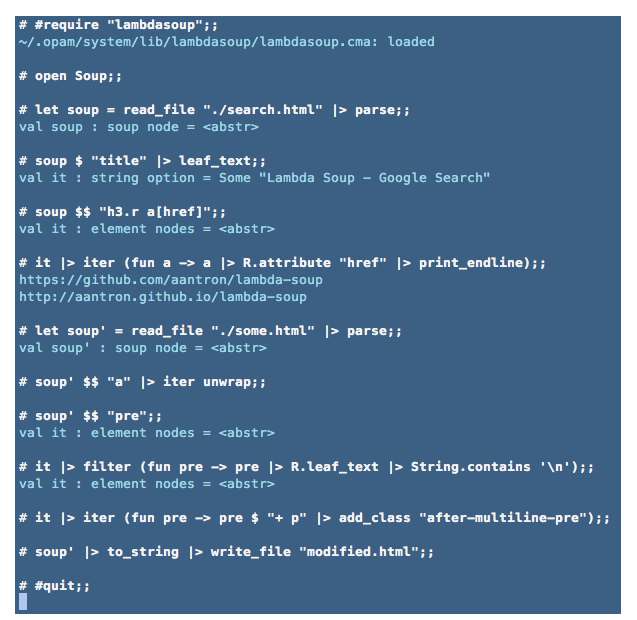 # #require "lambdasoup";;
~/.opam/system/lib/lambdasoup/lambdasoup.cma: loaded
# open Soup;;
# let soup = read_file "./search.html" |> parse;;
val soup : soup node = <abstr>
# soup $ "title" |> leaf_text;;
val it : string option = Some "Lambda Soup - Google Search"
# soup $$ "h3.r a[href]";;
val it : element nodes = <abstr>
# it |> iter (fun a -> a |> R.attribute "href" |> print_endline);;
https://github.com/aantron/lambda-soup
http://aantron.github.io/lambda-soup
# let soup' = read_file "./some.html" |> parse;;
val soup' : soup node = <abstr>
# soup' $$ "a" |> iter unwrap;;
# soup' $$ "pre";;
val it : element nodes = <abstr>
# it |> filter (fun pre -> pre |> R.leaf_text |> String.contains '\n');;
val it : element nodes = <abstr>
# it |> iter (fun pre -> pre $ "+ p" |> add_class "after-multiline-pre");;
# soup' |> to_string |> write_file "modified.html";;
# #quit;;